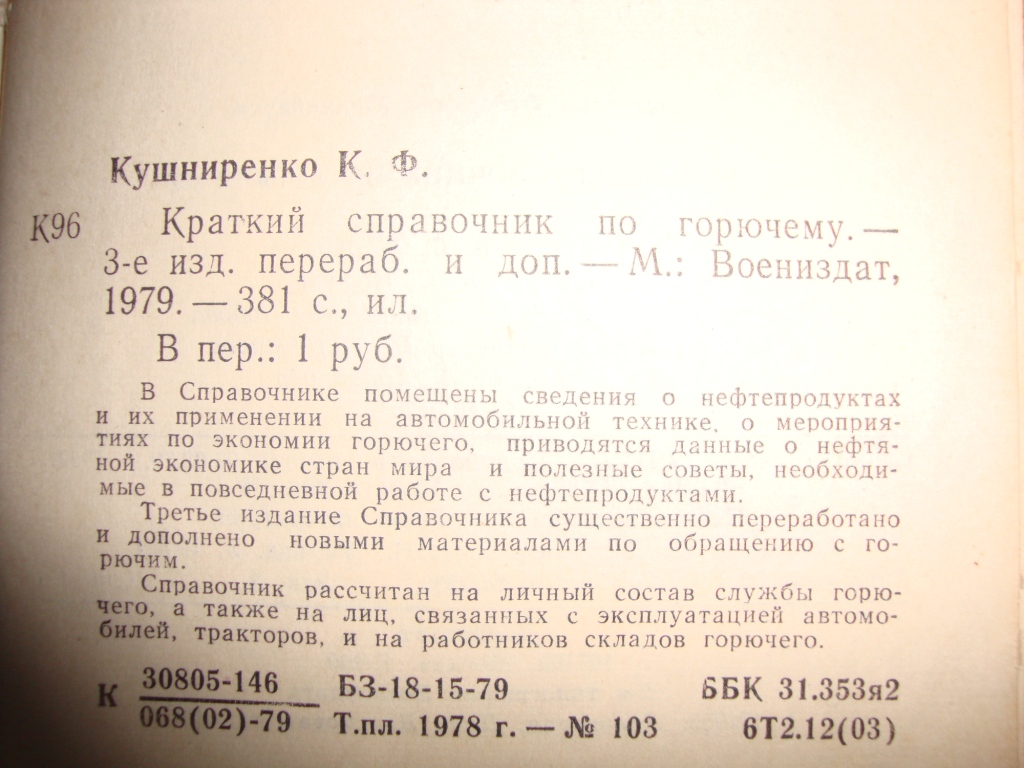 Кушниренко К. Ф.
К96 Краткий справочник по горючему. —
3-е изд. перераб. и доп. — М.: Воениздат,
1979. — 381 с., ил.
В пер.: 1 руб.
В Справочнике помещены сведения о нефтепродуктах
и их применении на автомобильной технике, о мероприя-
тиях по экономии горючего, приводятся данные о нефтя-
ной экономике стран мира и полезные советы, необходи-
мые в повседневной работе с нефтепродуктами.
Третье издание Справочника существенно переработано
и дополнено новыми материалами по обращению с го-
рючим.
Справочник рассчитан на личный состав службы горю-
чего, а также на лиц, связанных с эксплуатацией автомо-
билей, тракторов, и на работников складов горючего.
К 30805-146 БЗ-18-15-79 ББК 31.353я2
068(02)-79 Т.пл. 1978 г. — № 103 6Т2.12(03)